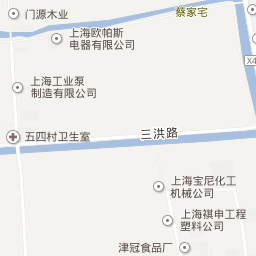 门源木业
蔡家宅
上海欧帕斯
电器有限公司
X4
上海工业泵
制造有限公司
五四村卫生室
三洪路
上海宝尼化工
机械公司
上海祺申工程
塑料公司
津冠食品厂